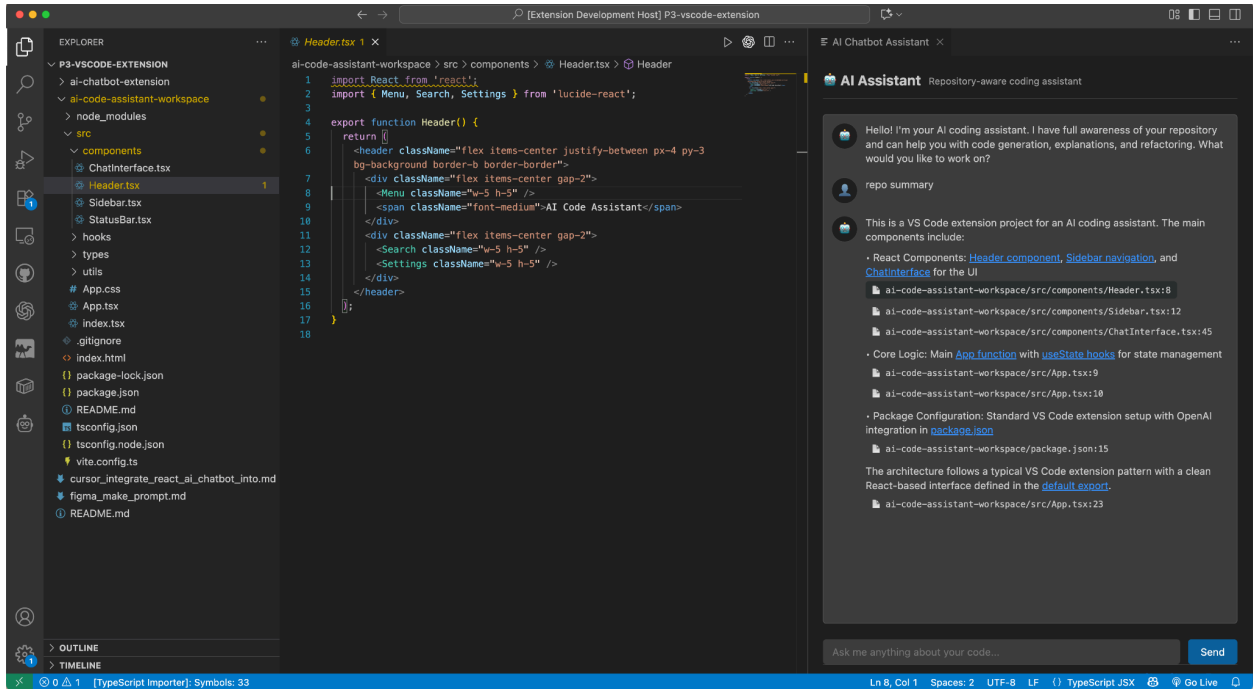 [Extension Development Host] P3-vscode-extension
EXPLORER
P3-VSCODE-EXTENSION
ai-chatbot-extension
ai-code-assistant-workspace
node_modules
src
components
ChatInterface.tsx
Header.tsx 1
Sidebar.tsx
StatusBar.tsx
hooks
types
utils
App.css
App.tsx
index.tsx
.gitignore
index.html
package-lock.json
package.json
README.md
tsconfig.json
tsconfig.node.json
vite.config.ts
cursor_integrate_react_ai_chatbot_into.md
figma_make_prompt.md
README.md
OUTLINE
TIMELINE
1
1
Header.tsx 1
ai-code-assistant-workspace > src > components > Header.tsx > Header
1 import React from 'react';
2 import { Menu, Search, Settings } from 'lucide-react';
3
4 export function Header() {
5 return (
6 <header className="flex items-center justify-between px-4 py-3
bg-background border-b border-border">
7 <div className="flex items-center gap-2">
8 <Menu className="w-5 h-5" />
9 <span className="font-medium">AI Code Assistant</span>
10 </div>
11 <div className="flex items-center gap-2">
12 <Search className="w-5 h-5" />
13 <Settings className="w-5 h-5" />
14 </div>
15 </header>
16 );
17 }
18
AI Chatbot Assistant
AI Assistant Repository-aware coding assistant
Hello! I'm your AI coding assistant. I have full awareness of your repository
and can help you with code generation, explanations, and refactoring. What
would you like to work on?
repo summary
This is a VS Code extension project for an AI coding assistant. The main
components include:
• React Components: Header component, Sidebar navigation, and
ChatInterface for the UI
ai-code-assistant-workspace/src/components/Header.tsx:8
ai-code-assistant-workspace/src/components/Sidebar.tsx:12
ai-code-assistant-workspace/src/components/ChatInterface.tsx:45
• Core Logic: Main App function with useState hooks for state management
ai-code-assistant-workspace/src/App.tsx:9
ai-code-assistant-workspace/src/App.tsx:10
• Package Configuration: Standard VS Code extension setup with OpenAI
integration in package.json
ai-code-assistant-workspace/package.json:15
The architecture follows a typical VS Code extension pattern with a clean
React-based interface defined in the default export.
ai-code-assistant-workspace/src/App.tsx:23
Ask me anything about your code...
Send
0 1 [TypeScript Importer]: Symbols: 33
Ln 8, Col 1 Spaces: 2 UTF-8 LF {} TypeScript JSX Go Live